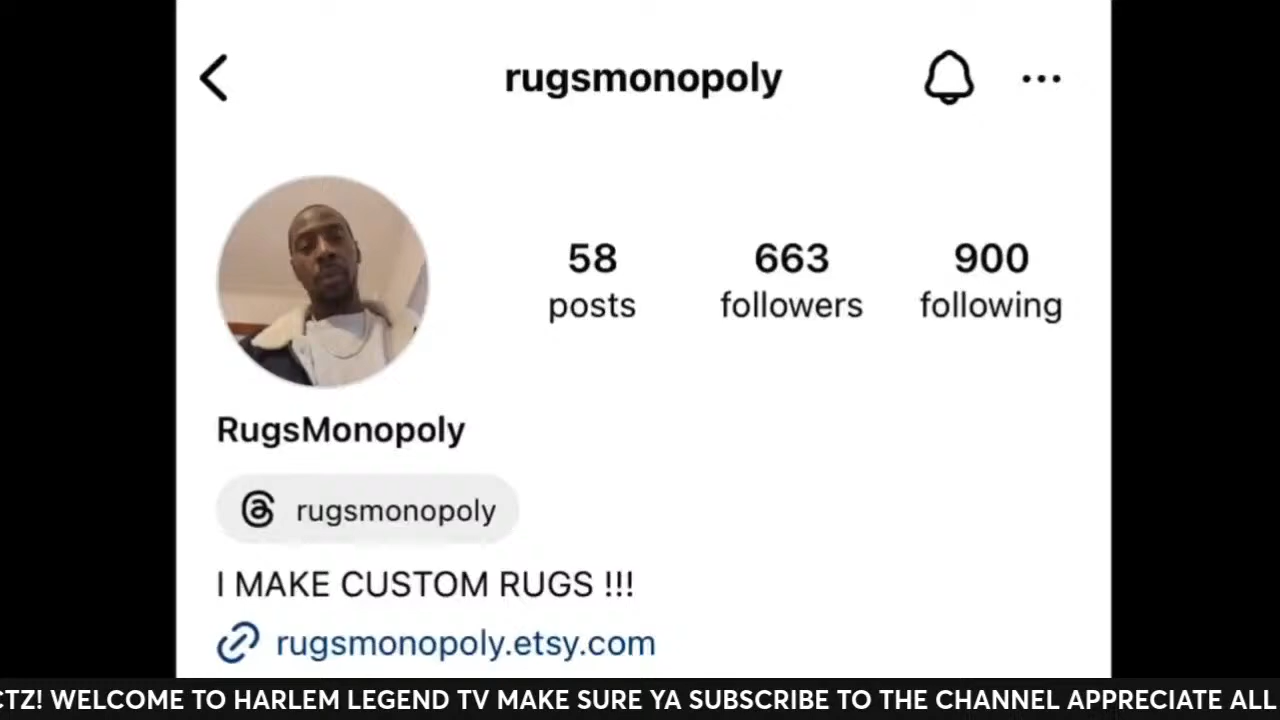 rugsmonopoly
58
663
900
posts
followers
following
RugsMonopoly
rugsmonopoly
I MAKE CUSTOM RUGS !!!
rugsmonopoly.etsy.com
CTZ! WELCOME TO HARLEM LEGEND TV MAKE SURE YA SUBSCRIBE TO THE CHANNEL APPRECIATE ALL